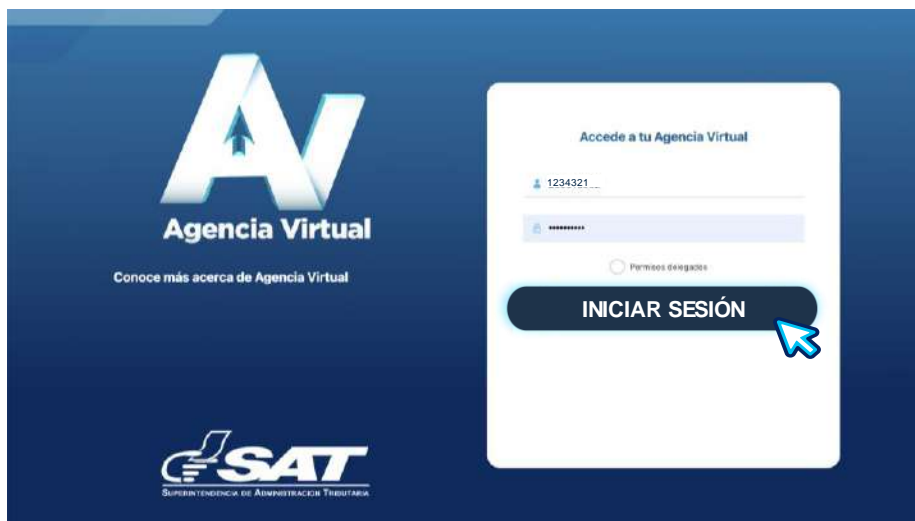 Agencia Virtual
Conoce más acerca de Agencia Virtual
SAT
SUPERINTENDENCIA DE ADMINISTRACIÓN TRIBUTARIA
Accede a tu Agencia Virtual
1234321
••••••••••
Permisos delegados
INICIAR SESIÓN